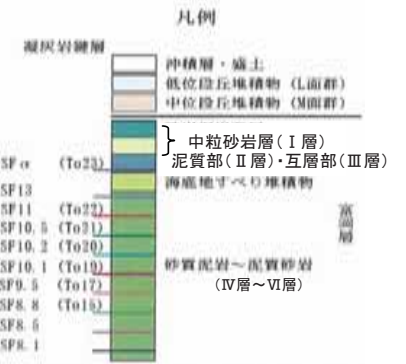 凡例
凝灰岩鍵層
沖積層・盛土
低位段丘堆積物 (L面群)
中位段丘堆積物 (M面群)
中粒砂岩層(Ⅰ層)
泥質部(Ⅱ層)・互層部(Ⅲ層)
SFα (To23)
海底地すべり堆積物
SF13
SF11 (To22)
SF10.5 (To21)
SF10.2 (To20)
SF10.1 (To19)
砂質泥岩～泥質砂岩
(Ⅳ層～Ⅵ層)
SF9.5 (To17)
SF8.8 (To15)
SF8.5
SF8.1
富岡層